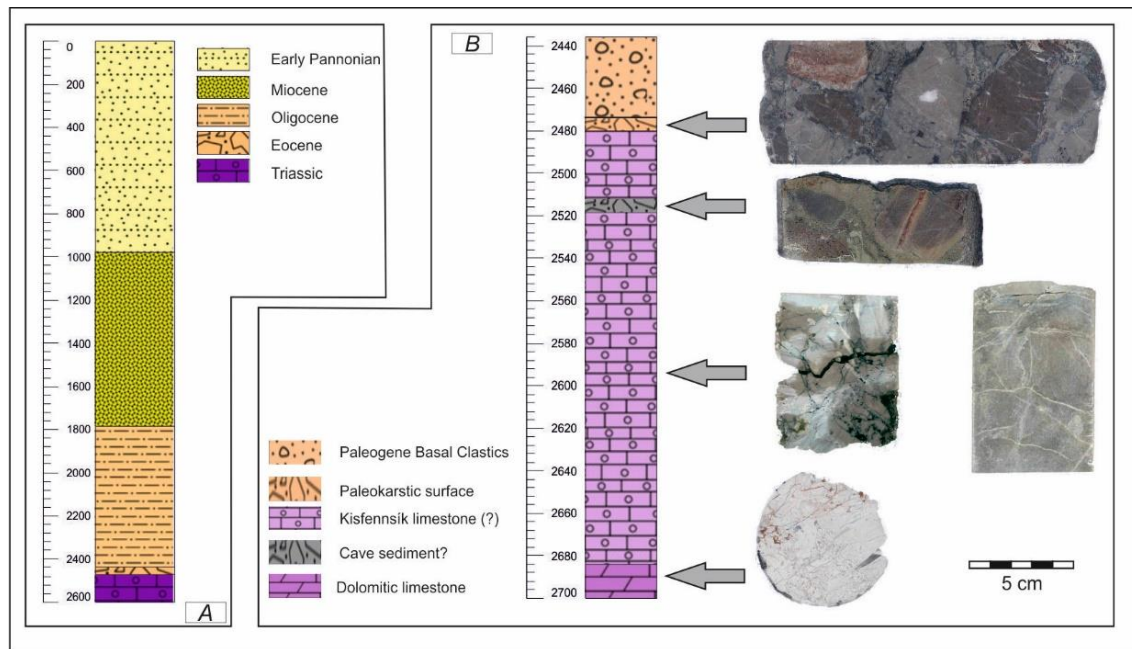 0
200
400
600
800
1000
1200
1400
1600
1800
2000
2200
2400
2600
Early Pannonian
Miocene
Oligocene
Eocene
Triassic
A
B
2440
2460
2480
2500
2520
2540
2560
2580
2600
2620
2640
2660
2680
2700
Paleogene Basal Clastics
Paleokarstic surface
Kisfennsík limestone (?)
Cave sediment?
Dolomitic limestone
5 cm